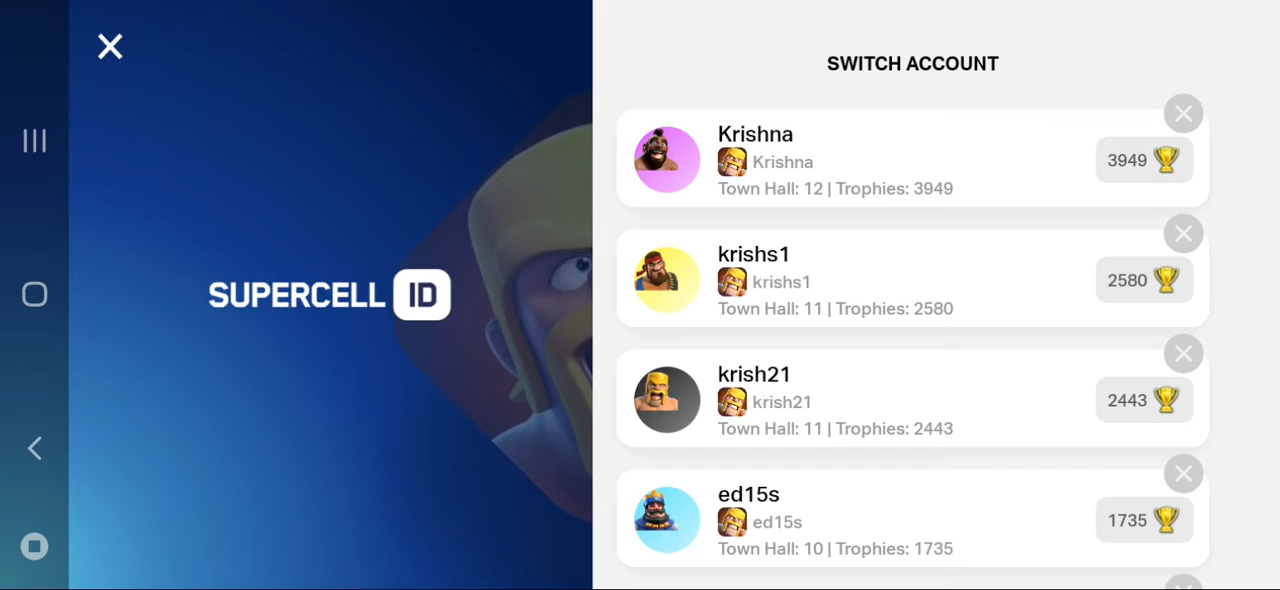 SUPERCELL ID
SWITCH ACCOUNT
Krishna
Krishna
Town Hall: 12 | Trophies: 3949
3949
krishs1
krishs1
Town Hall: 11 | Trophies: 2580
2580
krish21
krish21
Town Hall: 11 | Trophies: 2443
2443
ed15s
ed15s
Town Hall: 10 | Trophies: 1735
1735